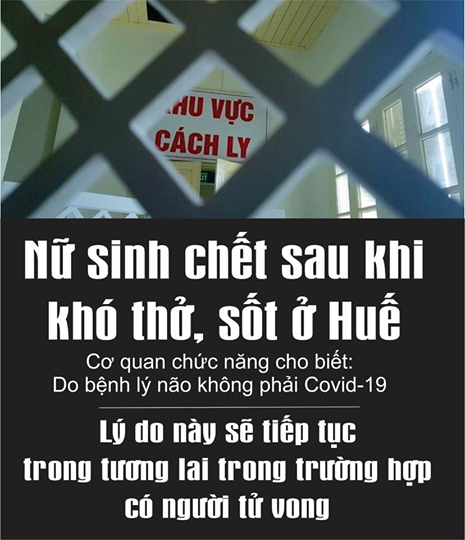 KHU VỰC
CÁCH LY
Nữ sinh chết sau khi
khó thở, sốt ở Huế
Cơ quan chức năng cho biết:
Do bệnh lý não không phải Covid-19
Lý do này sẽ tiếp tục
trong tương lai trong trường hợp
có người tử vong